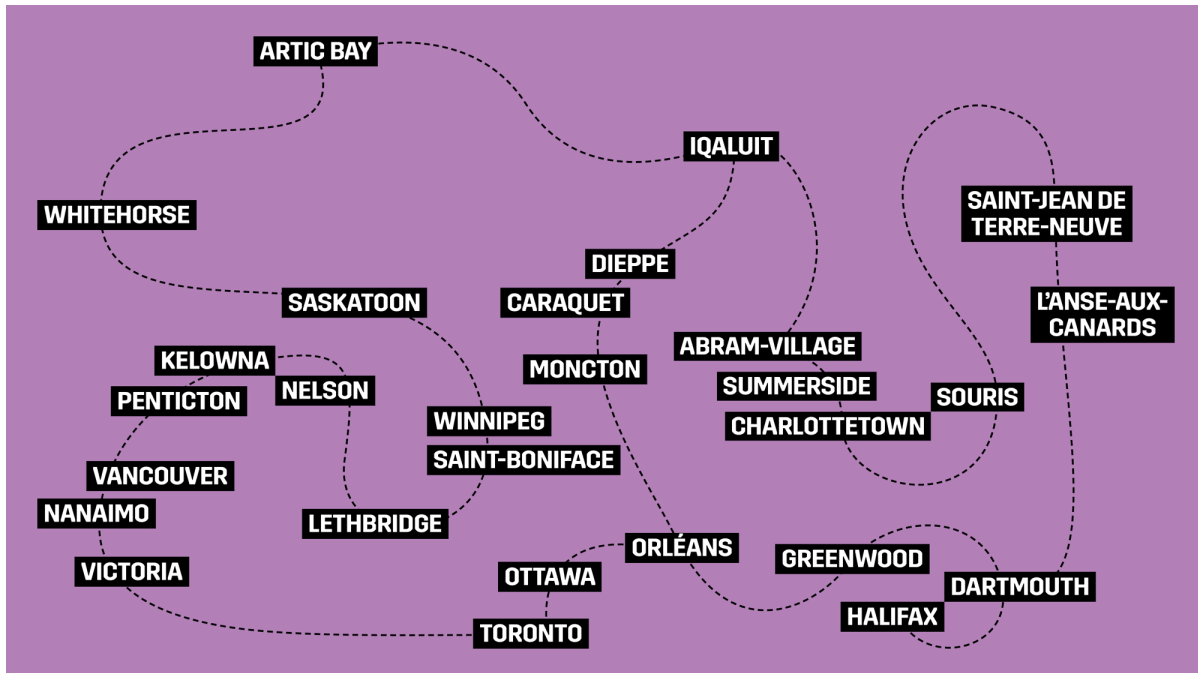 ARTIC BAY
IQALUIT
WHITEHORSE
SAINT-JEAN DE
TERRE-NEUVE
DIEPPE
SASKATOON
CARAQUET
L'ANSE-AUX-
CANARDS
ABRAM-VILLAGE
KELOWNA
MONCTON
NELSON
SUMMERSIDE
SOURIS
PENTICTON
WINNIPEG
CHARLOTTETOWN
SAINT-BONIFACE
VANCOUVER
NANAIMO
LETHBRIDGE
ORLÉANS
GREENWOOD
VICTORIA
OTTAWA
DARTMOUTH
HALIFAX
TORONTO